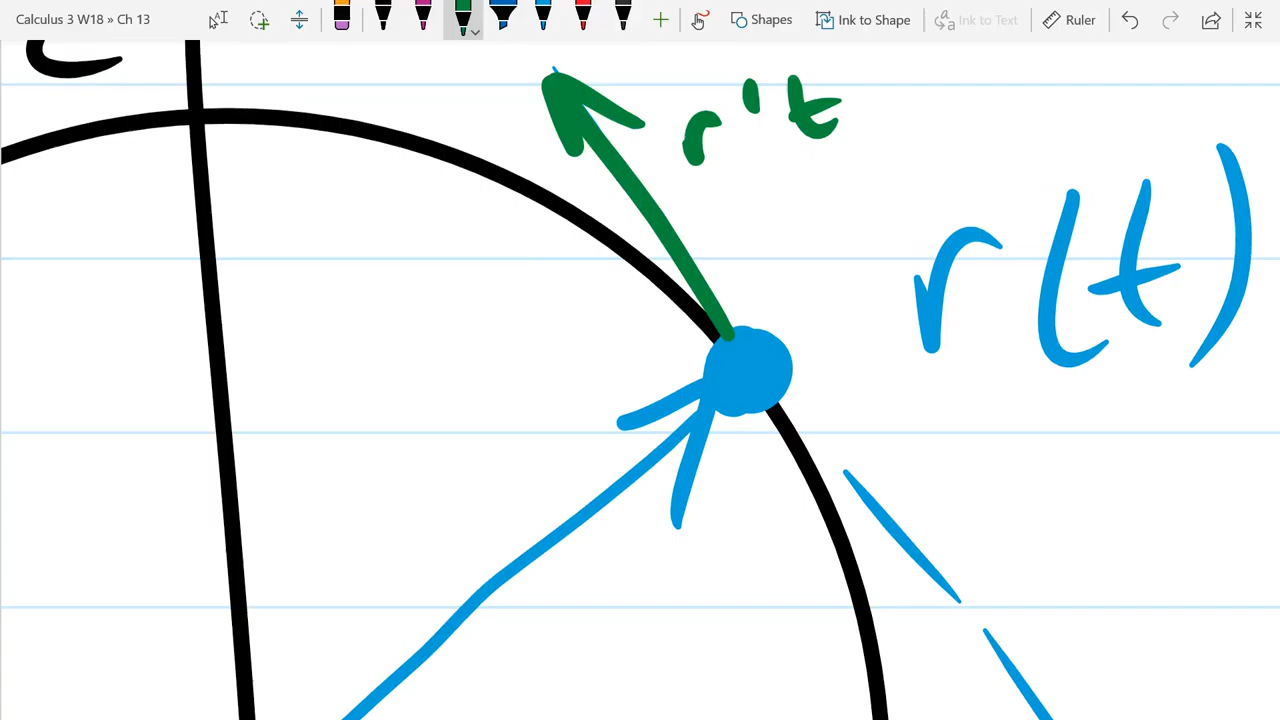 Calculus 3 W18 » Ch 13
Shapes
Ink to Shape
Ink to Text
Ruler
r't
r(t)